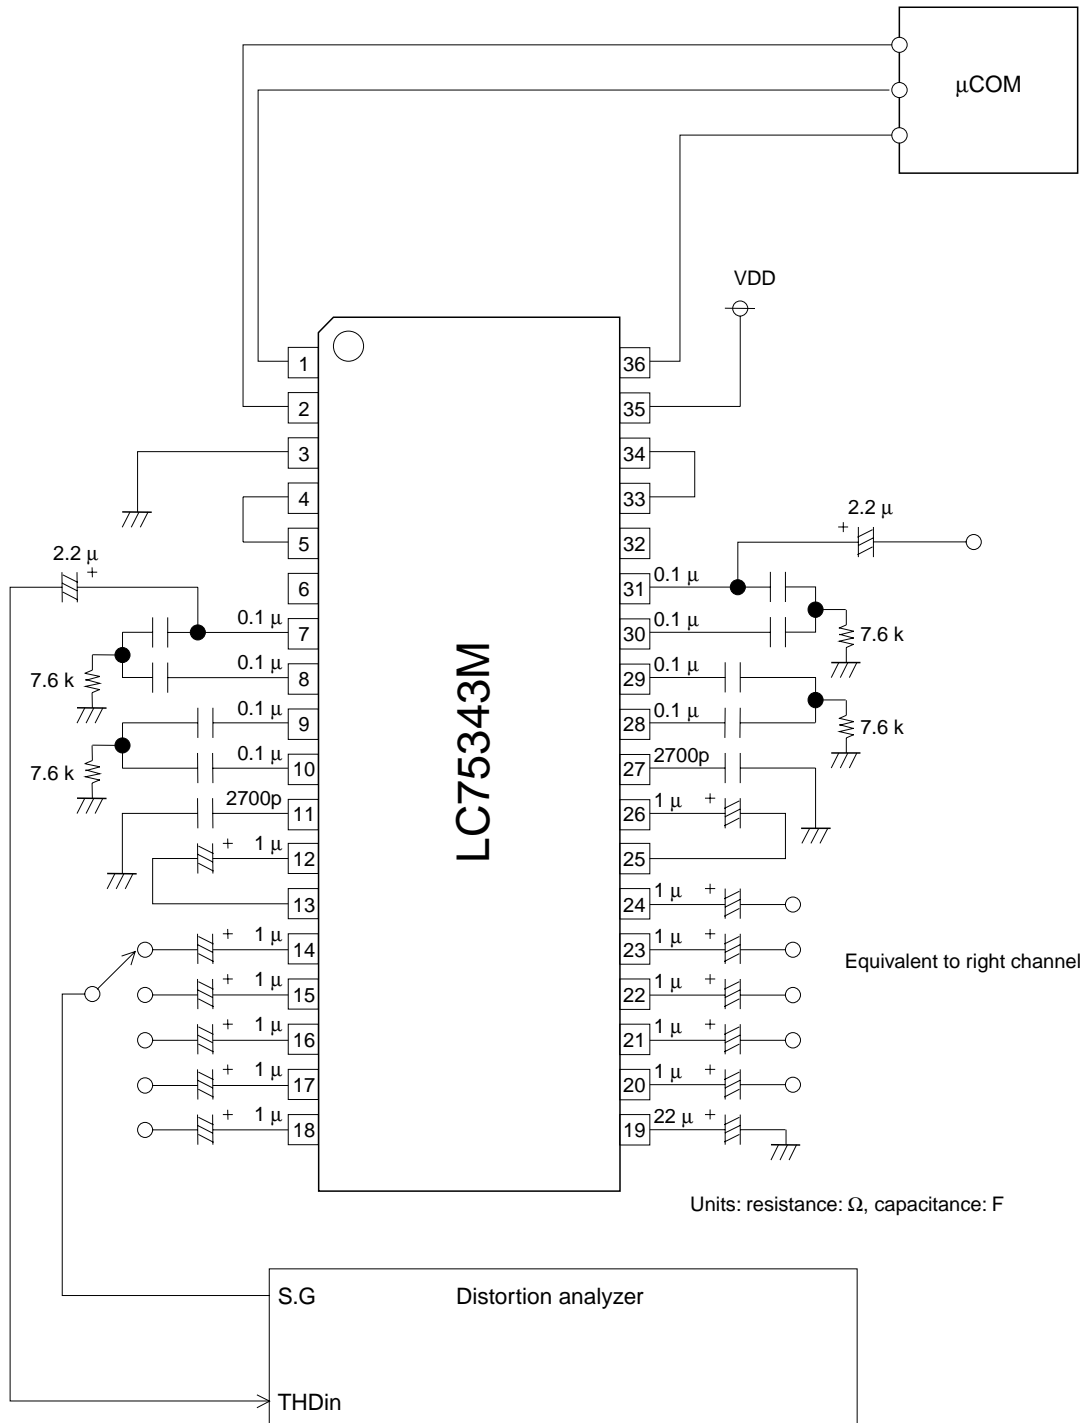 μCOM
VDD
LC75343M
1
2
3
4
5
6
7
8
9
10
11
12
13
14
15
16
17
18
36
35
34
33
32
31
30
29
28
27
26
25
24
23
22
21
20
19
2.2 μ
+
0.1 μ
0.1 μ
7.6 k
0.1 μ
0.1 μ
7.6 k
2700p
+ 1 μ
+ 1 μ
+ 1 μ
+ 1 μ
+ 1 μ
+ 1 μ
2.2 μ
+
0.1 μ
0.1 μ
7.6 k
0.1 μ
0.1 μ
7.6 k
2700p
1 μ +
1 μ +
1 μ +
1 μ +
1 μ +
1 μ +
22 μ +
Equivalent to right channel
Units: resistance: Ω, capacitance: F
S.G
Distortion analyzer
THDin